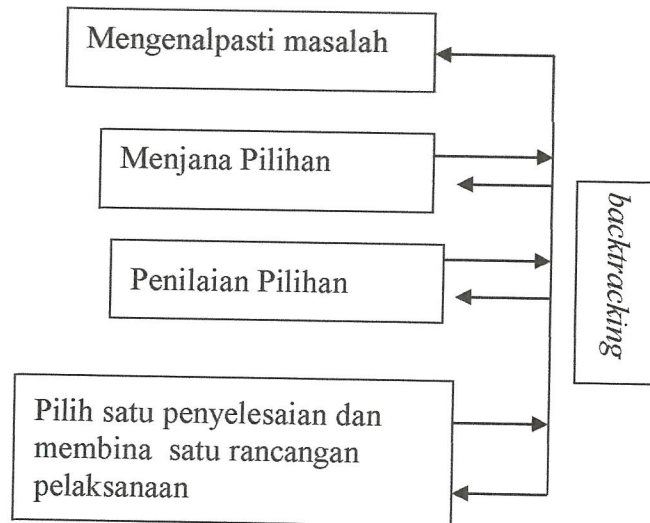 Mengenalpasti masalah
Menjana Pilihan
Penilaian Pilihan
Pilih satu penyelesaian dan
membina satu rancangan
pelaksanaan
backtracking